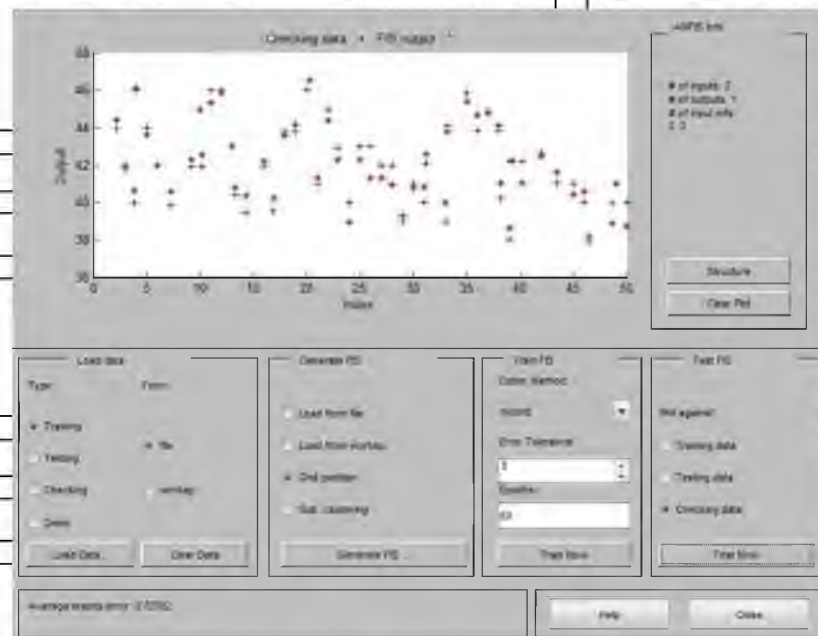 Checking data + FIS output *
48
46
44
42
40
38
36
Output
0 5 10 15 20 25 30 35 40 45 50
Index
ANFIS Info
# of inputs: 2
# of outputs: 1
# of input mfs:
3 3
Structure
Clear Plot
Load data
Type:
From:
Training
Testing
Checking
Demo
file
worksp.
Load Data...
Clear Data
Generate FIS
Load from file
Load from worksp.
Grid partition
Sub. clustering
Generate FIS ...
Train FIS
Optim. Method:
hybrid
Error Tolerance:
Epochs:
Train Now
Test FIS
Plot against:
Training data
Testing data
Checking data
Test Now
Average testing error:
Help
Close